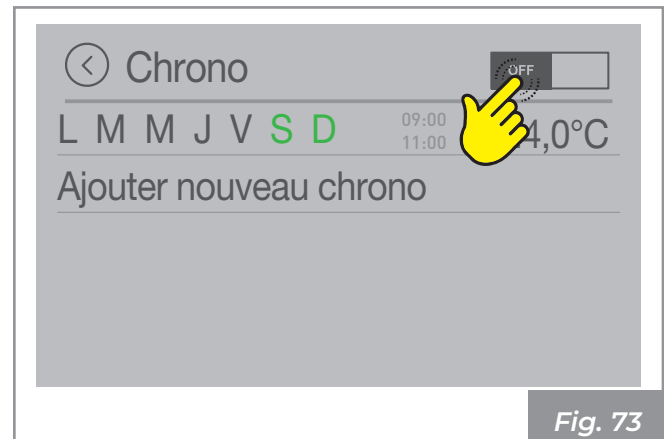 Chrono
OFF
L M M J V S D
09:00
11:00
4,0°C
Ajouter nouveau chrono
Fig. 73